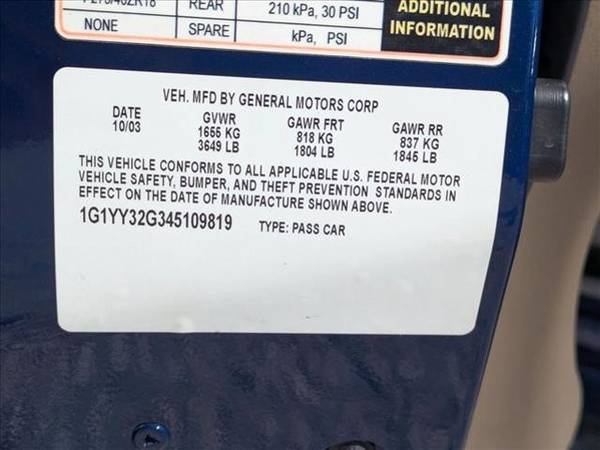 P275/40ZR18 REAR 210 kPa, 30 PSI ADDITIONAL
NONE SPARE kPa, PSI INFORMATION
VEH. MFD BY GENERAL MOTORS CORP
DATE GVWR GAWR FRT GAWR RR
10/03 1655 KG 818 KG 837 KG
3649 LB 1804 LB 1845 LB
THIS VEHICLE CONFORMS TO ALL APPLICABLE U.S. FEDERAL MOTOR
VEHICLE SAFETY, BUMPER, AND THEFT PREVENTION STANDARDS IN
EFFECT ON THE DATE OF MANUFACTURE SHOWN ABOVE.
1G1YY32G345109819 TYPE: PASS CAR